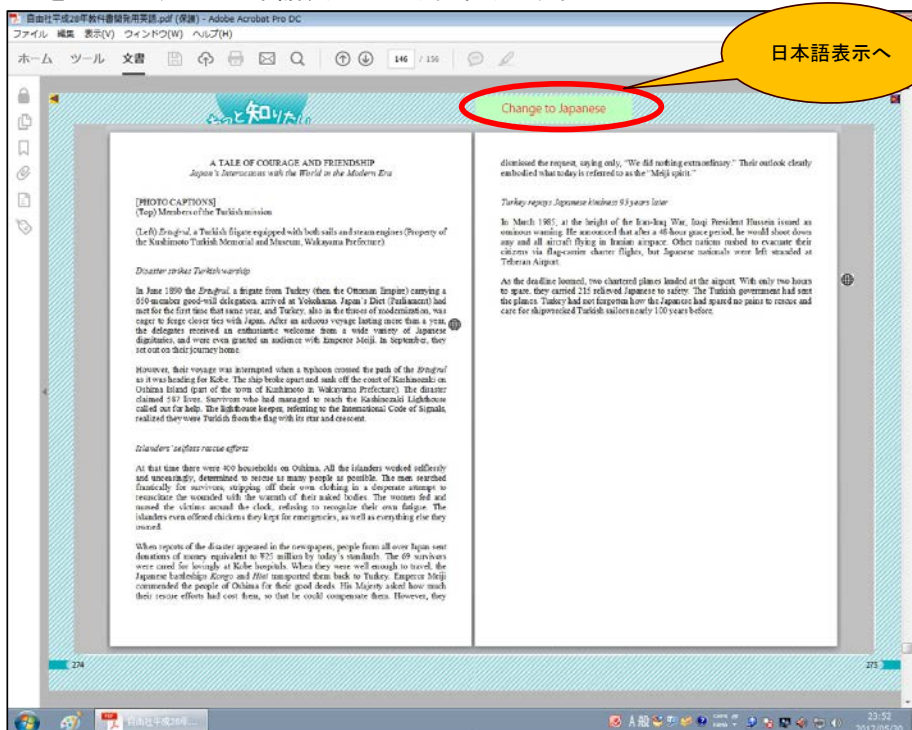 自由社平成28年教科書開発用英語.pdf (保護) - Adobe Acrobat Pro DC
ファイル 編集 表示(V) ウィンドウ(W) ヘルプ(H)
ホーム ツール 文書 146 / 156
日本語表示へ
もっと知りたい
Change to Japanese
A TALE OF COURAGE AND FRIENDSHIP
Japan's Interactions with the World in the Modern Era
[PHOTO CAPTIONS]
(Top) Members of the Turkish mission
(Left) Ertuğrul, a Turkish frigate equipped with both sails and steam engines (Property of
the Kushimoto Turkish Memorial and Museum, Wakayama Prefecture)
Disaster strikes Turkish warship
In June 1890 the Ertuğrul, a frigate from Turkey (then the Ottoman Empire) carrying a
650-member good-will delegation, arrived at Yokohama. Japan's Diet (Parliament) had
met for the first time that same year, and Turkey, also in the throes of modernization, was
eager to forge closer ties with Japan. After an arduous voyage lasting more than a year,
the delegates received an enthusiastic welcome from a wide variety of Japanese
dignitaries, and were even granted an audience with Emperor Meiji. In September, they
set out on their journey home.
However, their voyage was interrupted when a typhoon crossed the path of the Ertuğrul
as it was heading for Kobe. The ship broke apart and sank off the coast of Kashinozaki on
Oshima Island (part of the town of Kushimoto in Wakayama Prefecture). The disaster
claimed 587 lives. Survivors who had managed to reach the Kashinozaki Lighthouse
called out for help. The lighthouse keeper, referring to the International Code of Signals,
realized they were Turkish from the flag with its star and crescent.
Islanders' selfless rescue efforts
At that time there were 400 households on Oshima. All the islanders worked selflessly
and unceasingly, determined to rescue as many people as possible. The men searched
frantically for survivors, stripping off their own clothing in a desperate attempt to
resuscitate the wounded with the warmth of their naked bodies. The women fed and
nursed the victims around the clock, refusing to recognize their own fatigue. The
islanders even offered chickens they kept for emergencies, as well as everything else they
owned.
When reports of the disaster appeared in the newspapers, people from all over Japan sent
donations of money equivalent to ¥25 million by today's standards. The 69 survivors
were cared for lovingly at Kobe hospitals. When they were well enough to travel, the
Japanese battleships Kongo and Hiei transported them back to Turkey. Emperor Meiji
commended the people of Oshima for their good deeds. His Majesty asked how much
their rescue efforts had cost them, so that he could compensate them. However, they
dismissed the request, saying only, "We did nothing extraordinary." Their outlook clearly
embodied what today is referred to as the "Meiji spirit."
Turkey repays Japanese kindness 95 years later
In March 1985, at the height of the Iran-Iraq War, Iraqi President Hussein issued an
ominous warning. He announced that after a 48-hour grace period, he would shoot down
any and all aircraft flying in Iranian airspace. Other nations rushed to evacuate their
citizens via flag-carrier charter flights, but Japanese nationals were left stranded at
Teheran Airport.
As the deadline loomed, two chartered planes landed at the airport. With only two hours
to spare, they carried 215 relieved Japanese to safety. The Turkish government had sent
the planes. Turkey had not forgotten how the Japanese had spared no pains to rescue and
care for shipwrecked Turkish sailors nearly 100 years before.
274
275
自由社平成28年...
A 般
23:52